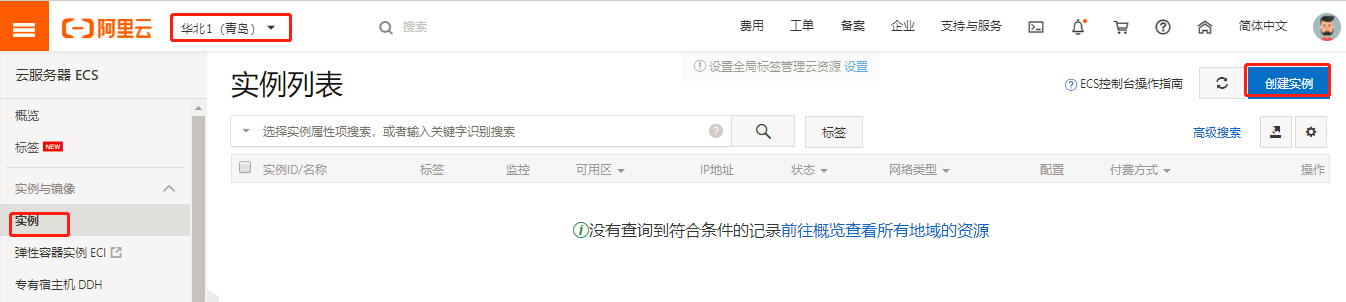 阿里云 华北1（青岛） 搜索 费用 工单 备案 企业 支持与服务 简体中文
云服务器 ECS
概览
标签 NEW
实例与镜像
实例
弹性容器实例 ECI
专有宿主机 DDH
设置全局标签管理云资源 设置
实例列表 ECS控制台操作指南 创建实例
选择实例属性项搜索，或者输入关键字识别搜索 标签 高级搜索
实例ID/名称 标签 监控 可用区 IP地址 状态 网络类型 配置 付费方式 操作
没有查询到符合条件的记录前往概览查看所有地域的资源